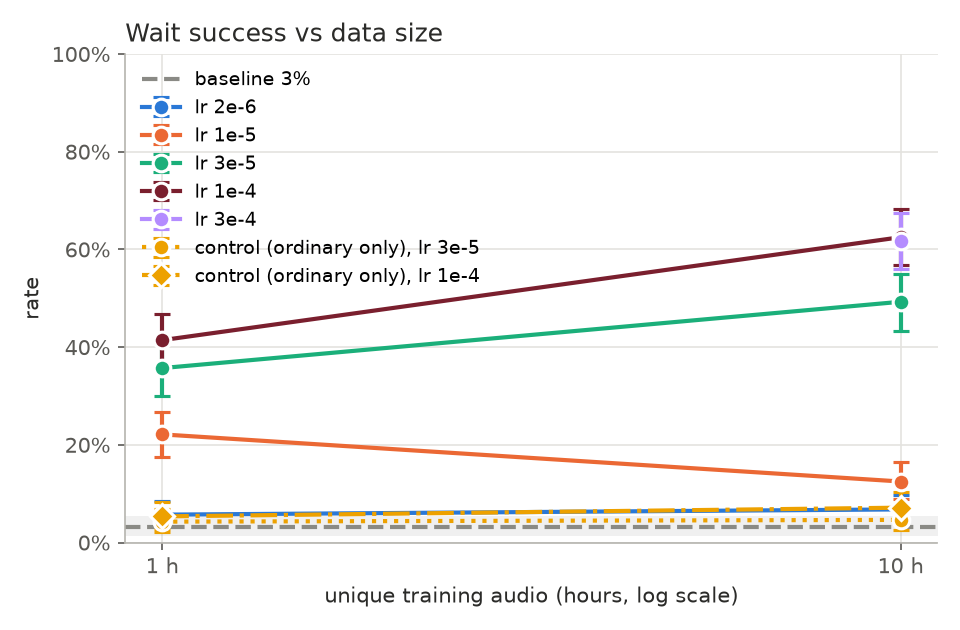 Wait success vs data size
100%
80%
60%
40%
20%
0%
rate
baseline 3%
lr 2e-6
lr 1e-5
lr 3e-5
lr 1e-4
lr 3e-4
control (ordinary only), lr 3e-5
control (ordinary only), lr 1e-4
1 h
10 h
unique training audio (hours, log scale)